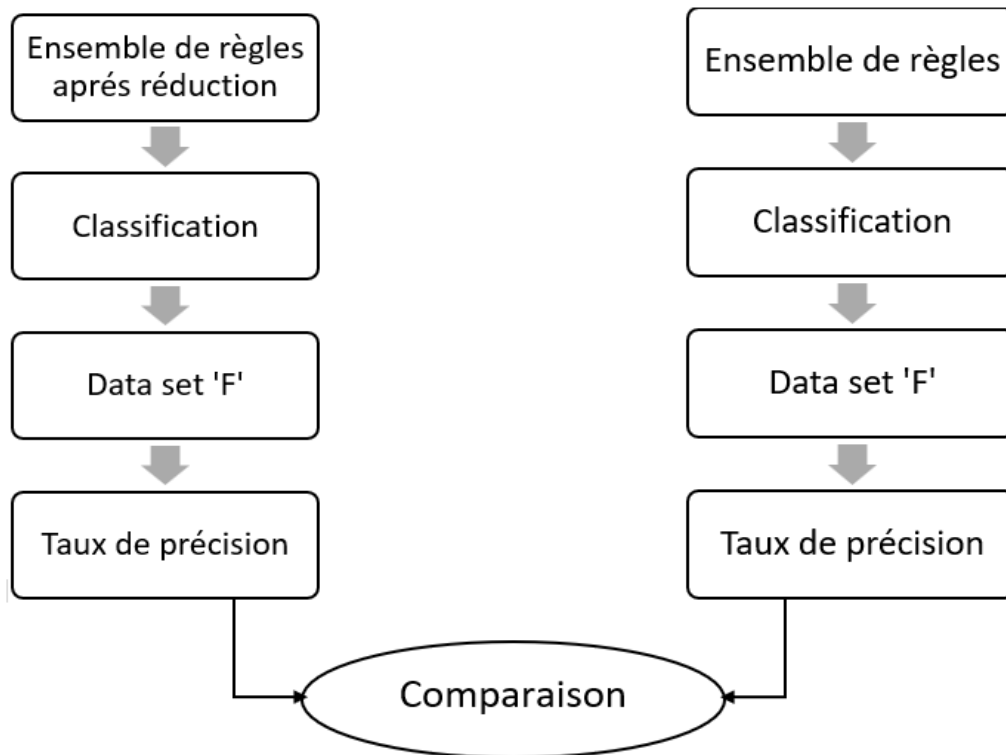 Ensemble de règles
aprés réduction
Classification
Data set 'F'
Taux de précision
Ensemble de règles
Classification
Data set 'F'
Taux de précision
Comparaison